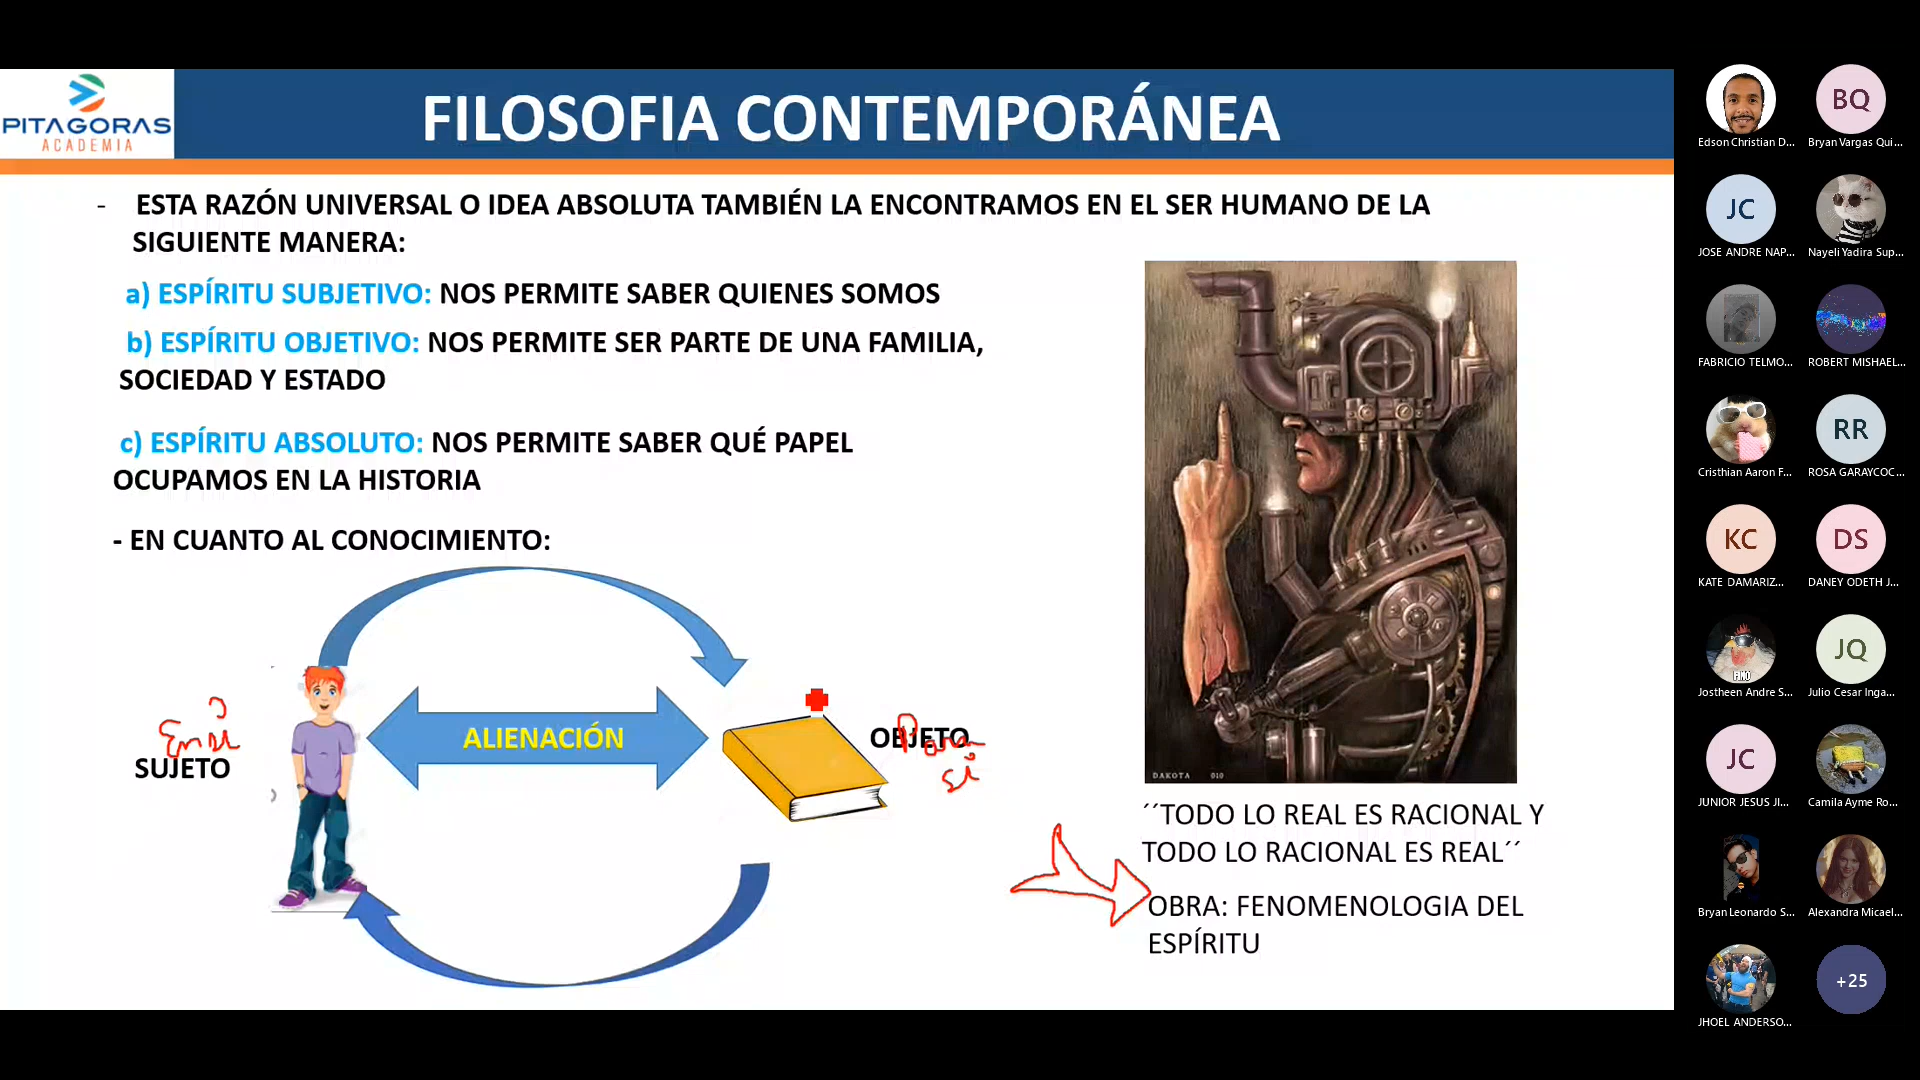 PITAGORAS
ACADEMIA
FILOSOFIA CONTEMPORÁNEA
- ESTA RAZÓN UNIVERSAL O IDEA ABSOLUTA TAMBIÉN LA ENCONTRAMOS EN EL SER HUMANO DE LA
SIGUIENTE MANERA:
a) ESPÍRITU SUBJETIVO: NOS PERMITE SABER QUIENES SOMOS
b) ESPÍRITU OBJETIVO: NOS PERMITE SER PARTE DE UNA FAMILIA,
SOCIEDAD Y ESTADO
c) ESPÍRITU ABSOLUTO: NOS PERMITE SABER QUÉ PAPEL
OCUPAMOS EN LA HISTORIA
- EN CUANTO AL CONOCIMIENTO:
En si
SUJETO
ALIENACIÓN
OBJETO
Para
si
DAKOTA 010
´´TODO LO REAL ES RACIONAL Y
TODO LO RACIONAL ES REAL´´
OBRA: FENOMENOLOGIA DEL
ESPÍRITU
Edson Christian D...
BQ
Bryan Vargas Qui...
JC
JOSE ANDRE NAP...
Nayeli Yadira Sup...
FABRICIO TELMO...
ROBERT MISHAEL...
Cristhian Aaron F...
RR
ROSA GARAYCOC...
KC
KATE DAMARIZ...
DS
DANEY ODETH J...
FINO
Jostheen Andre S...
JQ
Julio Cesar Inga...
JC
JUNIOR JESUS JI...
Camila Ayme Ro...
Bryan Leonardo S...
Alexandra Micael...
JHOEL ANDERSO...
+25